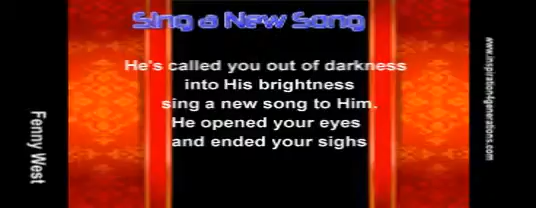 Sing a New Song
He's called you out of darkness
into His brightness
sing a new song to Him.
He opened your eyes
and ended your sighs
Fenny West
www.inspiration4generations.com